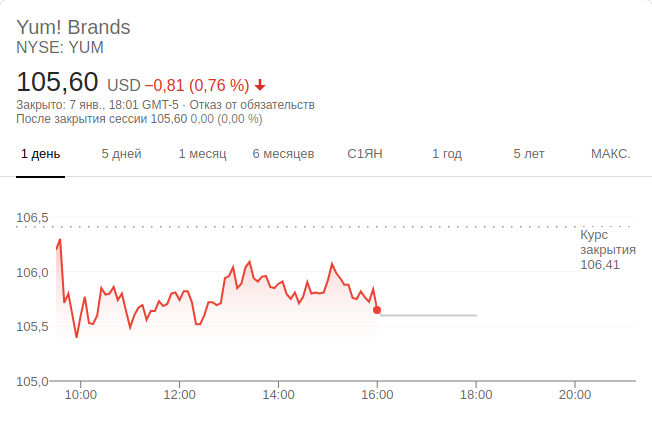 Yum! Brands
NYSE: YUM
105,60 USD −0,81 (0,76 %)
Закрыто: 7 янв., 18:01 GMT-5 · Отказ от обязательств
После закрытия сессии 105,60 0,00 (0,00 %)
1 день 5 дней 1 месяц 6 месяцев С1ЯН 1 год 5 лет МАКС.
106,5
Курс
закрытия
106,41
106,0
105,5
105,0
10:00 12:00 14:00 16:00 18:00 20:00